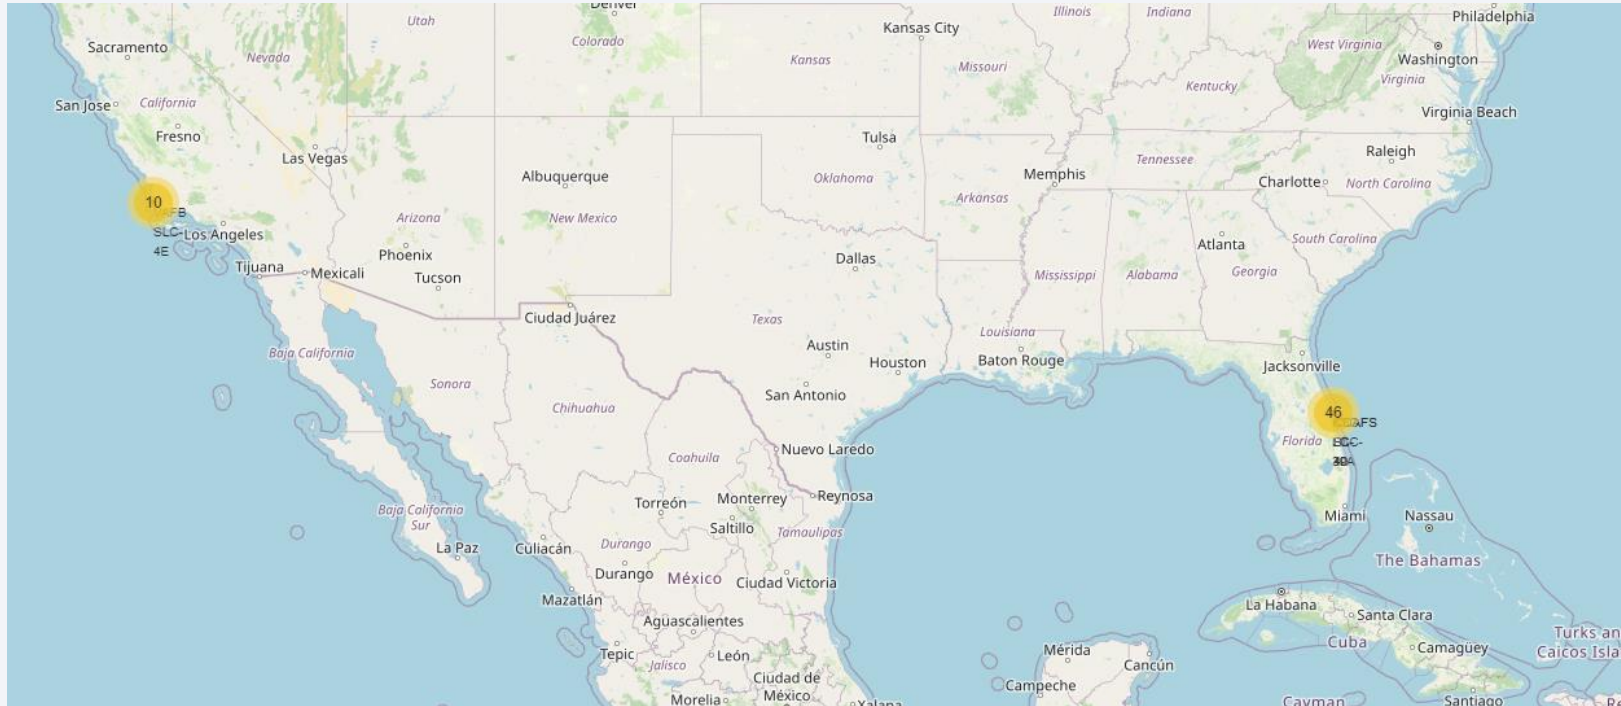 Denver
Utah
Illinois
Indiana
Philadelphia
Kansas City
Colorado
Sacramento
Nevada
West Virginia
Washington
Kansas
Missouri
Virginia
Kentucky
San Jose
California
Virginia Beach
Fresno
Tulsa
Las Vegas
Raleigh
Tennessee
Albuquerque
Oklahoma
Memphis
Charlotte
North Carolina
Arkansas
10
Arizona
New Mexico
SLC-
Los Angeles
4E
South Carolina
Atlanta
Phoenix
Dallas
Tijuana
Mexicali
Tucson
Mississippi
Alabama
Georgia
Ciudad Juárez
Texas
Louisiana
Austin
Baja California
Houston
Baton Rouge
Jacksonville
Sonora
San Antonio
Chihuahua
46
Florida
Nuevo Laredo
Coahuila
Torreón
Monterrey
Reynosa
Baja California
Sur
Saltillo
Tamaulipas
Miami
Nassau
La Paz
Culiacán
Durango
The Bahamas
Durango
México
Ciudad Victoria
Mazatlán
La Habana
Santa Clara
Aguascalientes
Cuba
Turks an
Caicos Isla
Tepic
León
Jalisco
Mérida
Cancún
Camagüey
Ciudad de
México
Campeche
Morelia
Xalapa
Cayman
Santiago